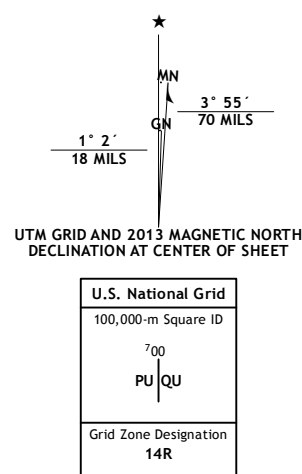 ★
MN
3° 55´
70 MILS
GN
1° 2´
18 MILS
UTM GRID AND 2013 MAGNETIC NORTH
DECLINATION AT CENTER OF SHEET
U.S. National Grid
100,000-m Square ID
⁷00
PU QU
Grid Zone Designation
14R